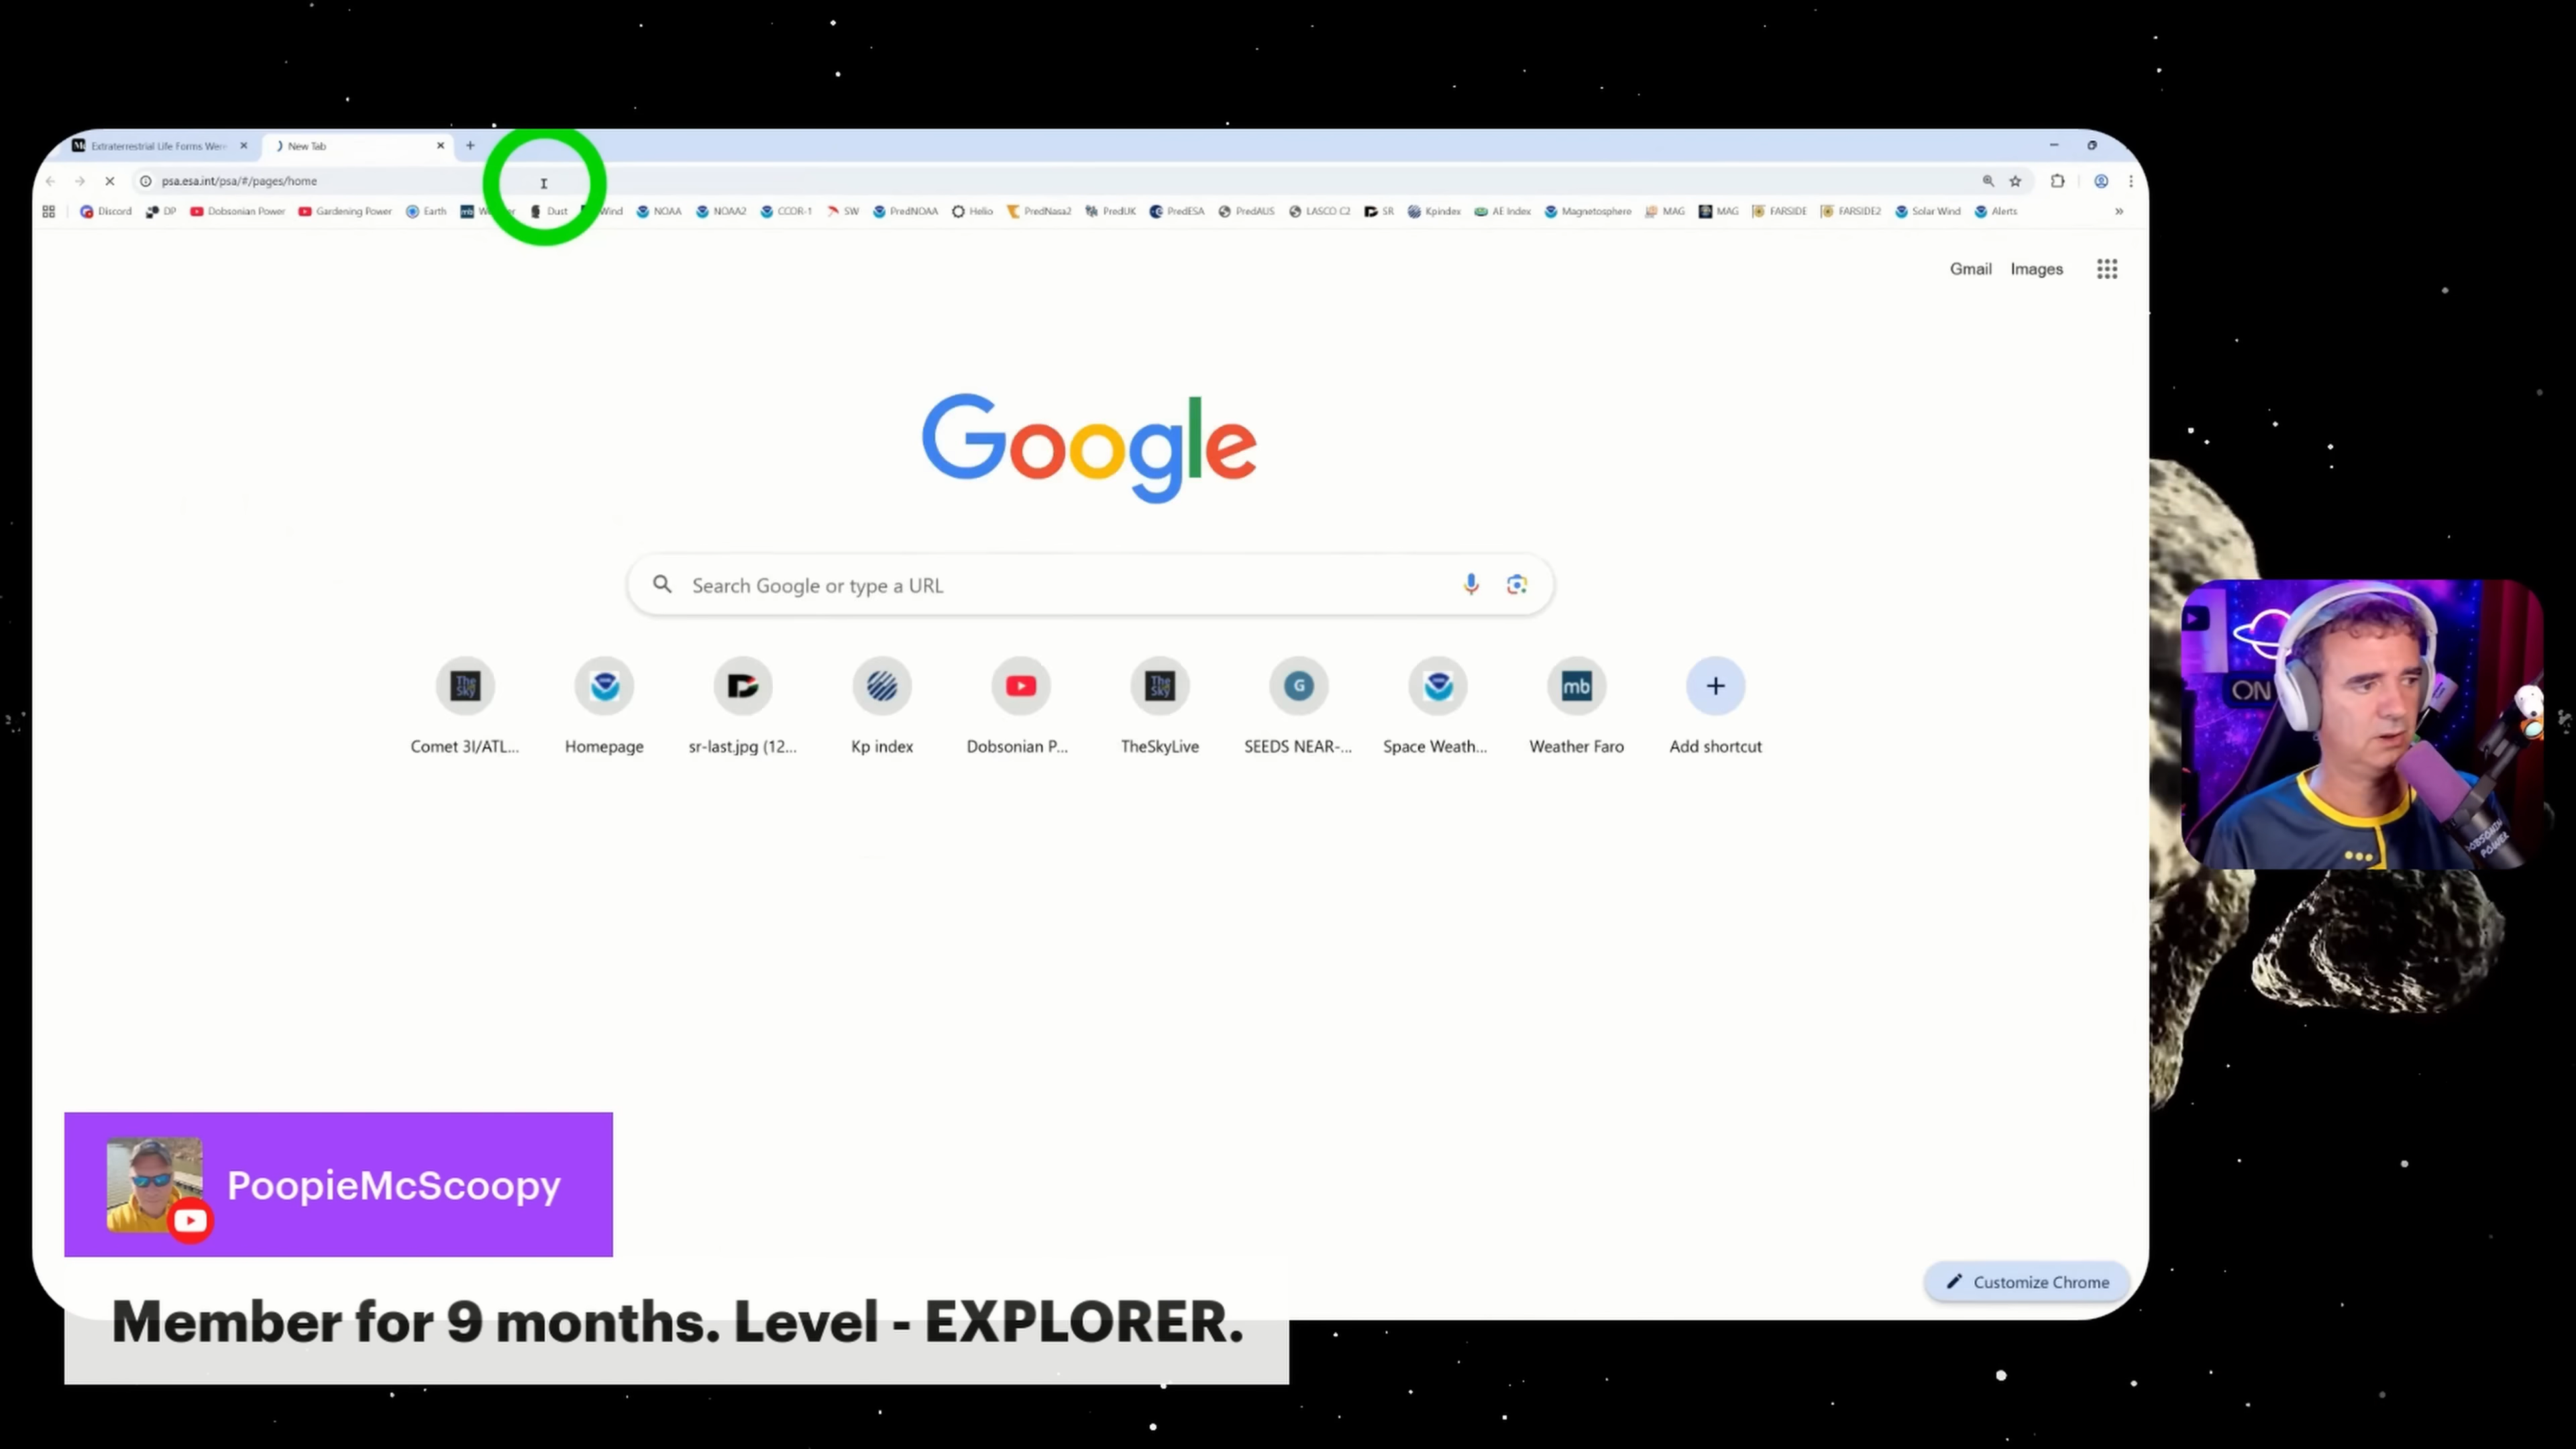 Extraterrestrial Life Forms Were
New Tab
psa.esa.int/psa/#/pages/home
Discord DP Dobsonian Power Gardening Power Earth Dust Wind NOAA NOAA2 CCOR-1 SW PredNOAA Helio PredNasa2 PredUK PredESA PredAUS LASCO C2 SR Kpindex AE Index Magnetosphere MAG MAG FARSIDE FARSIDE2 Solar Wind Alerts
Gmail Images
Google
Search Google or type a URL
Comet 3I/ATL... Homepage sr-last.jpg (12... Kp index Dobsonian P... TheSkyLive SEEDS NEAR-... Space Weath... Weather Faro Add shortcut
ON
DOBSONIAN
POWER
PoopieMcScoopy
Customize Chrome
Member for 9 months. Level - EXPLORER.